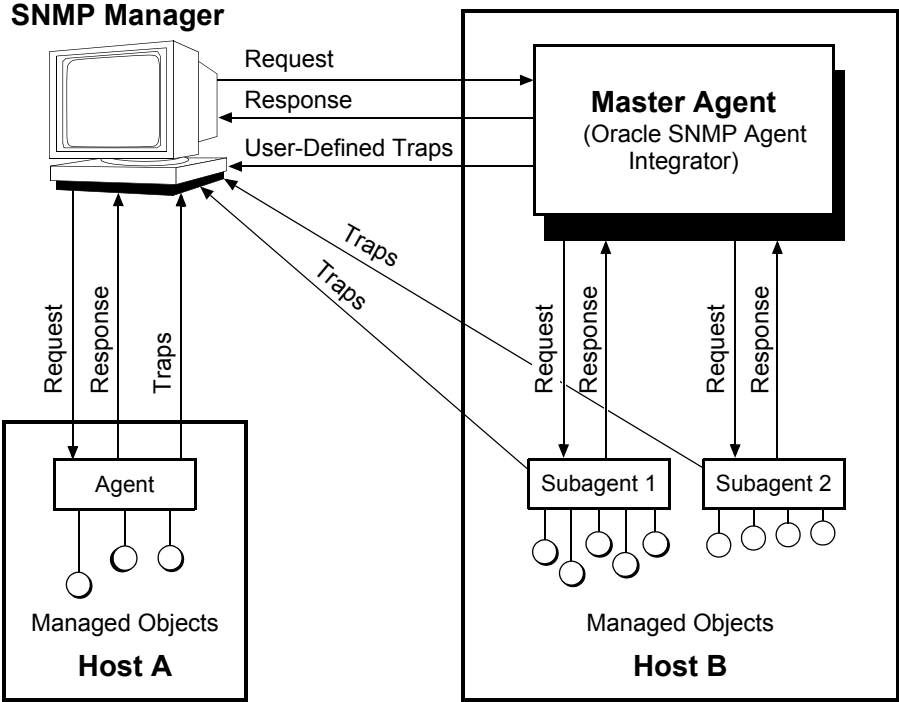 SNMP Manager
Request
Response
User-Defined Traps
Master Agent
(Oracle SNMP Agent
Integrator)
Traps
Traps
Request
Response
Traps
Request
Response
Request
Response
Agent
Subagent 1
Subagent 2
Managed Objects
Host A
Managed Objects
Host B